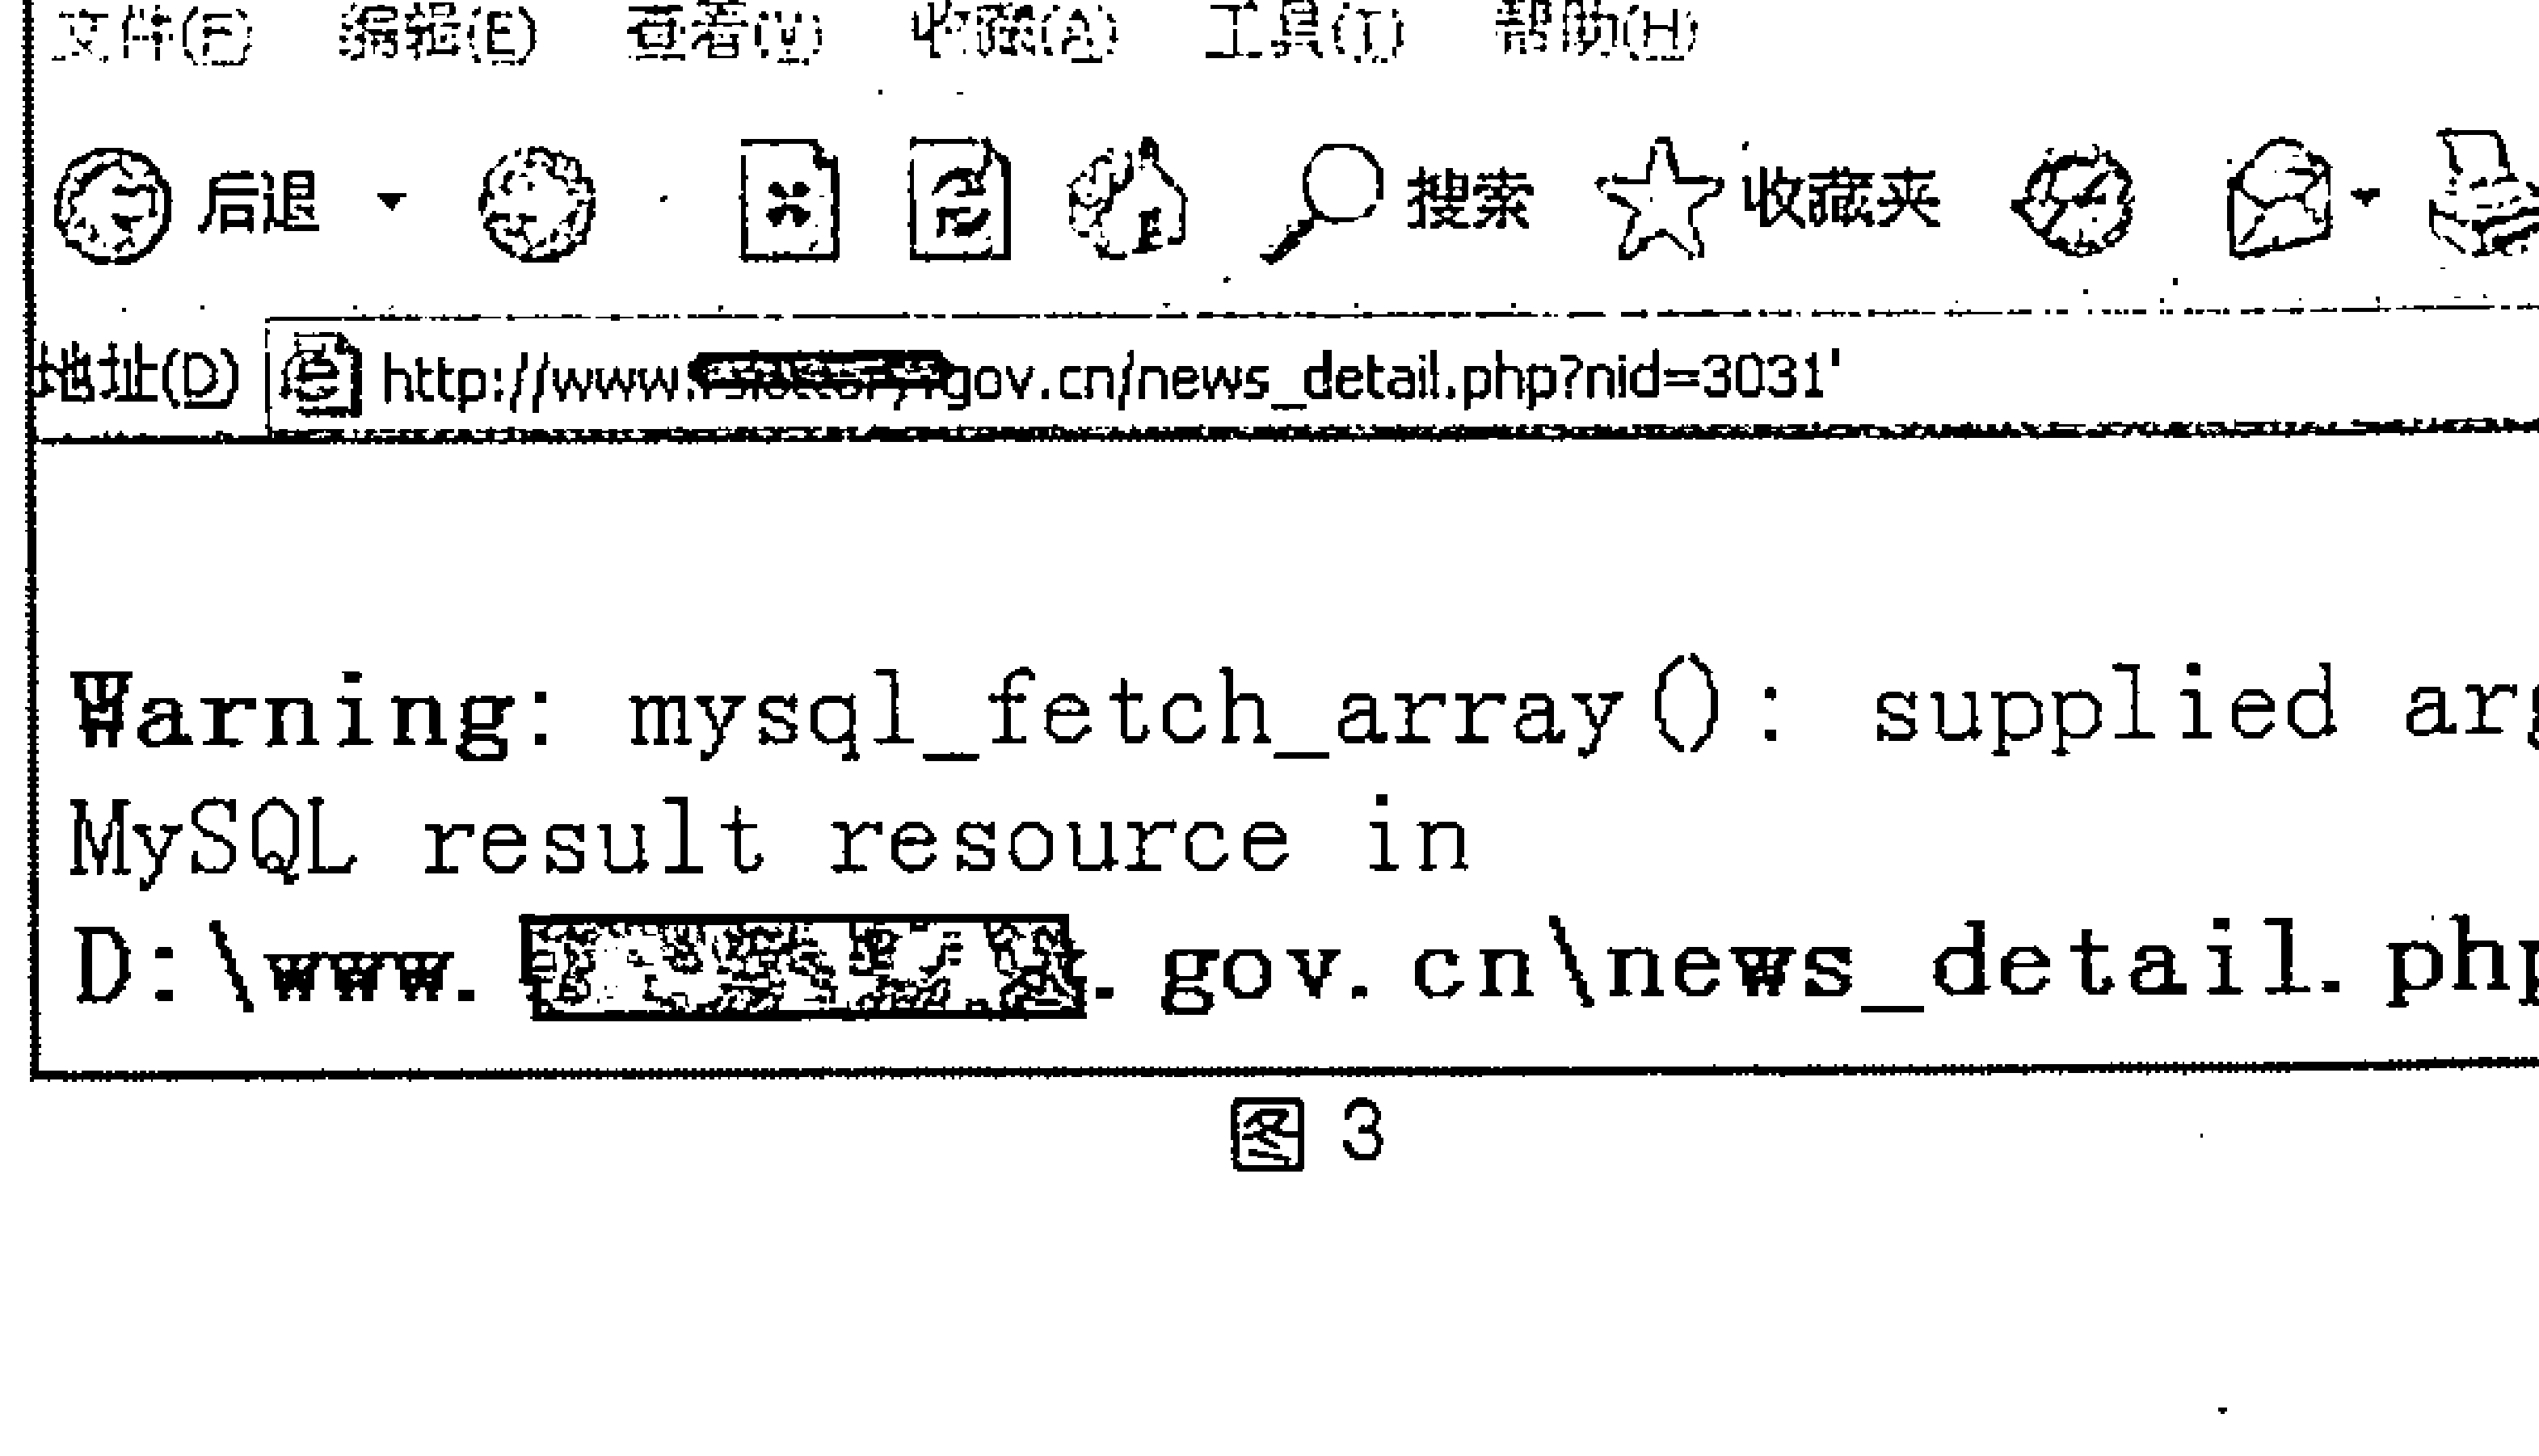 文件(F) 编辑(E) 查看(V) 收藏(A) 工具(T) 帮助(H)
后退 搜索 收藏夹
地址(D) http://www. gov.cn/news_detail.php?nid=3031'
Warning: mysql_fetch_array(): supplied arg
MySQL result resource in
D:\www. .gov.cn\news_detail.php
图 3